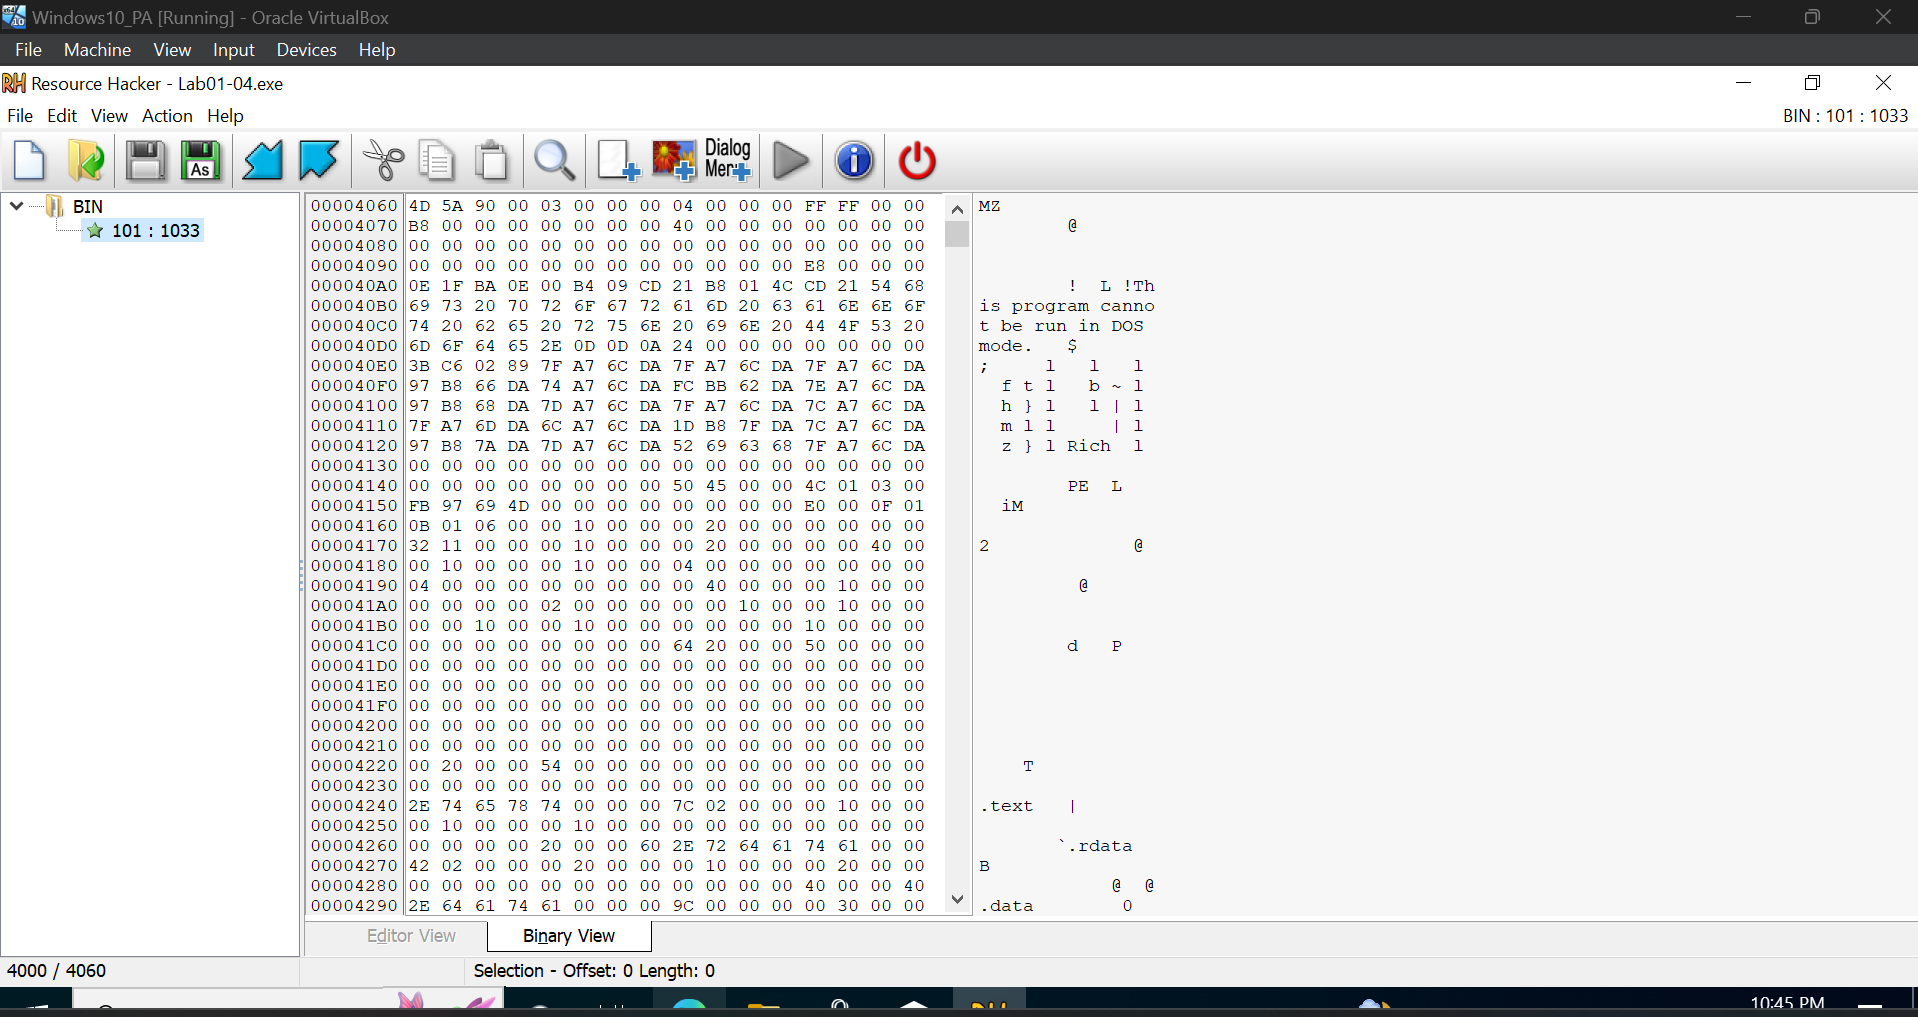 Windows10_PA [Running] - Oracle VirtualBox
File Machine View Input Devices Help
RH Resource Hacker - Lab01-04.exe
File Edit View Action Help
BIN : 101 : 1033
As
Dialog
Menu
BIN
101 : 1033
00004060 4D 5A 90 00 03 00 00 00 04 00 00 00 FF FF 00 00 MZ
00004070 B8 00 00 00 00 00 00 00 40 00 00 00 00 00 00 00 @
00004080 00 00 00 00 00 00 00 00 00 00 00 00 00 00 00 00
00004090 00 00 00 00 00 00 00 00 00 00 00 00 E8 00 00 00
000040A0 0E 1F BA 0E 00 B4 09 CD 21 B8 01 4C CD 21 54 68 ! L !Th
000040B0 69 73 20 70 72 6F 67 72 61 6D 20 63 61 6E 6E 6F is program canno
000040C0 74 20 62 65 20 72 75 6E 20 69 6E 20 44 4F 53 20 t be run in DOS
000040D0 6D 6F 64 65 2E 0D 0D 0A 24 00 00 00 00 00 00 00 mode. $
000040E0 3B C6 02 89 7F A7 6C DA 7F A7 6C DA 7F A7 6C DA ; l l l
000040F0 97 B8 66 DA 74 A7 6C DA FC BB 62 DA 7E A7 6C DA f t l b ~ l
00004100 97 B8 68 DA 7D A7 6C DA 7F A7 6C DA 7C A7 6C DA h } l l | l
00004110 7F A7 6D DA 6C A7 6C DA 1D B8 7F DA 7C A7 6C DA m l l | l
00004120 97 B8 7A DA 7D A7 6C DA 52 69 63 68 7F A7 6C DA z } l Rich l
00004130 00 00 00 00 00 00 00 00 00 00 00 00 00 00 00 00
00004140 00 00 00 00 00 00 00 00 50 45 00 00 4C 01 03 00 PE L
00004150 FB 97 69 4D 00 00 00 00 00 00 00 00 E0 00 0F 01 iM
00004160 0B 01 06 00 00 10 00 00 00 20 00 00 00 00 00 00
00004170 32 11 00 00 00 10 00 00 00 20 00 00 00 00 40 00 2 @
00004180 00 10 00 00 00 10 00 00 04 00 00 00 00 00 00 00
00004190 04 00 00 00 00 00 00 00 00 40 00 00 00 10 00 00 @
000041A0 00 00 00 00 02 00 00 00 00 00 10 00 00 10 00 00
000041B0 00 00 10 00 00 10 00 00 00 00 00 00 10 00 00 00
000041C0 00 00 00 00 00 00 00 00 64 20 00 00 50 00 00 00 d P
000041D0 00 00 00 00 00 00 00 00 00 00 00 00 00 00 00 00
000041E0 00 00 00 00 00 00 00 00 00 00 00 00 00 00 00 00
000041F0 00 00 00 00 00 00 00 00 00 00 00 00 00 00 00 00
00004200 00 00 00 00 00 00 00 00 00 00 00 00 00 00 00 00
00004210 00 00 00 00 00 00 00 00 00 00 00 00 00 00 00 00
00004220 00 20 00 00 54 00 00 00 00 00 00 00 00 00 00 00 T
00004230 00 00 00 00 00 00 00 00 00 00 00 00 00 00 00 00
00004240 2E 74 65 78 74 00 00 00 7C 02 00 00 00 10 00 00 .text |
00004250 00 10 00 00 00 10 00 00 00 00 00 00 00 00 00 00
00004260 00 00 00 00 20 00 00 60 2E 72 64 61 74 61 00 00 `.rdata
00004270 42 02 00 00 00 20 00 00 00 10 00 00 00 20 00 00 B
00004280 00 00 00 00 00 00 00 00 00 00 00 00 40 00 00 40 @ @
00004290 2E 64 61 74 61 00 00 00 9C 00 00 00 00 30 00 00 .data 0
Editor View Binary View
4000 / 4060 Selection - Offset: 0 Length: 0
10:45 PM